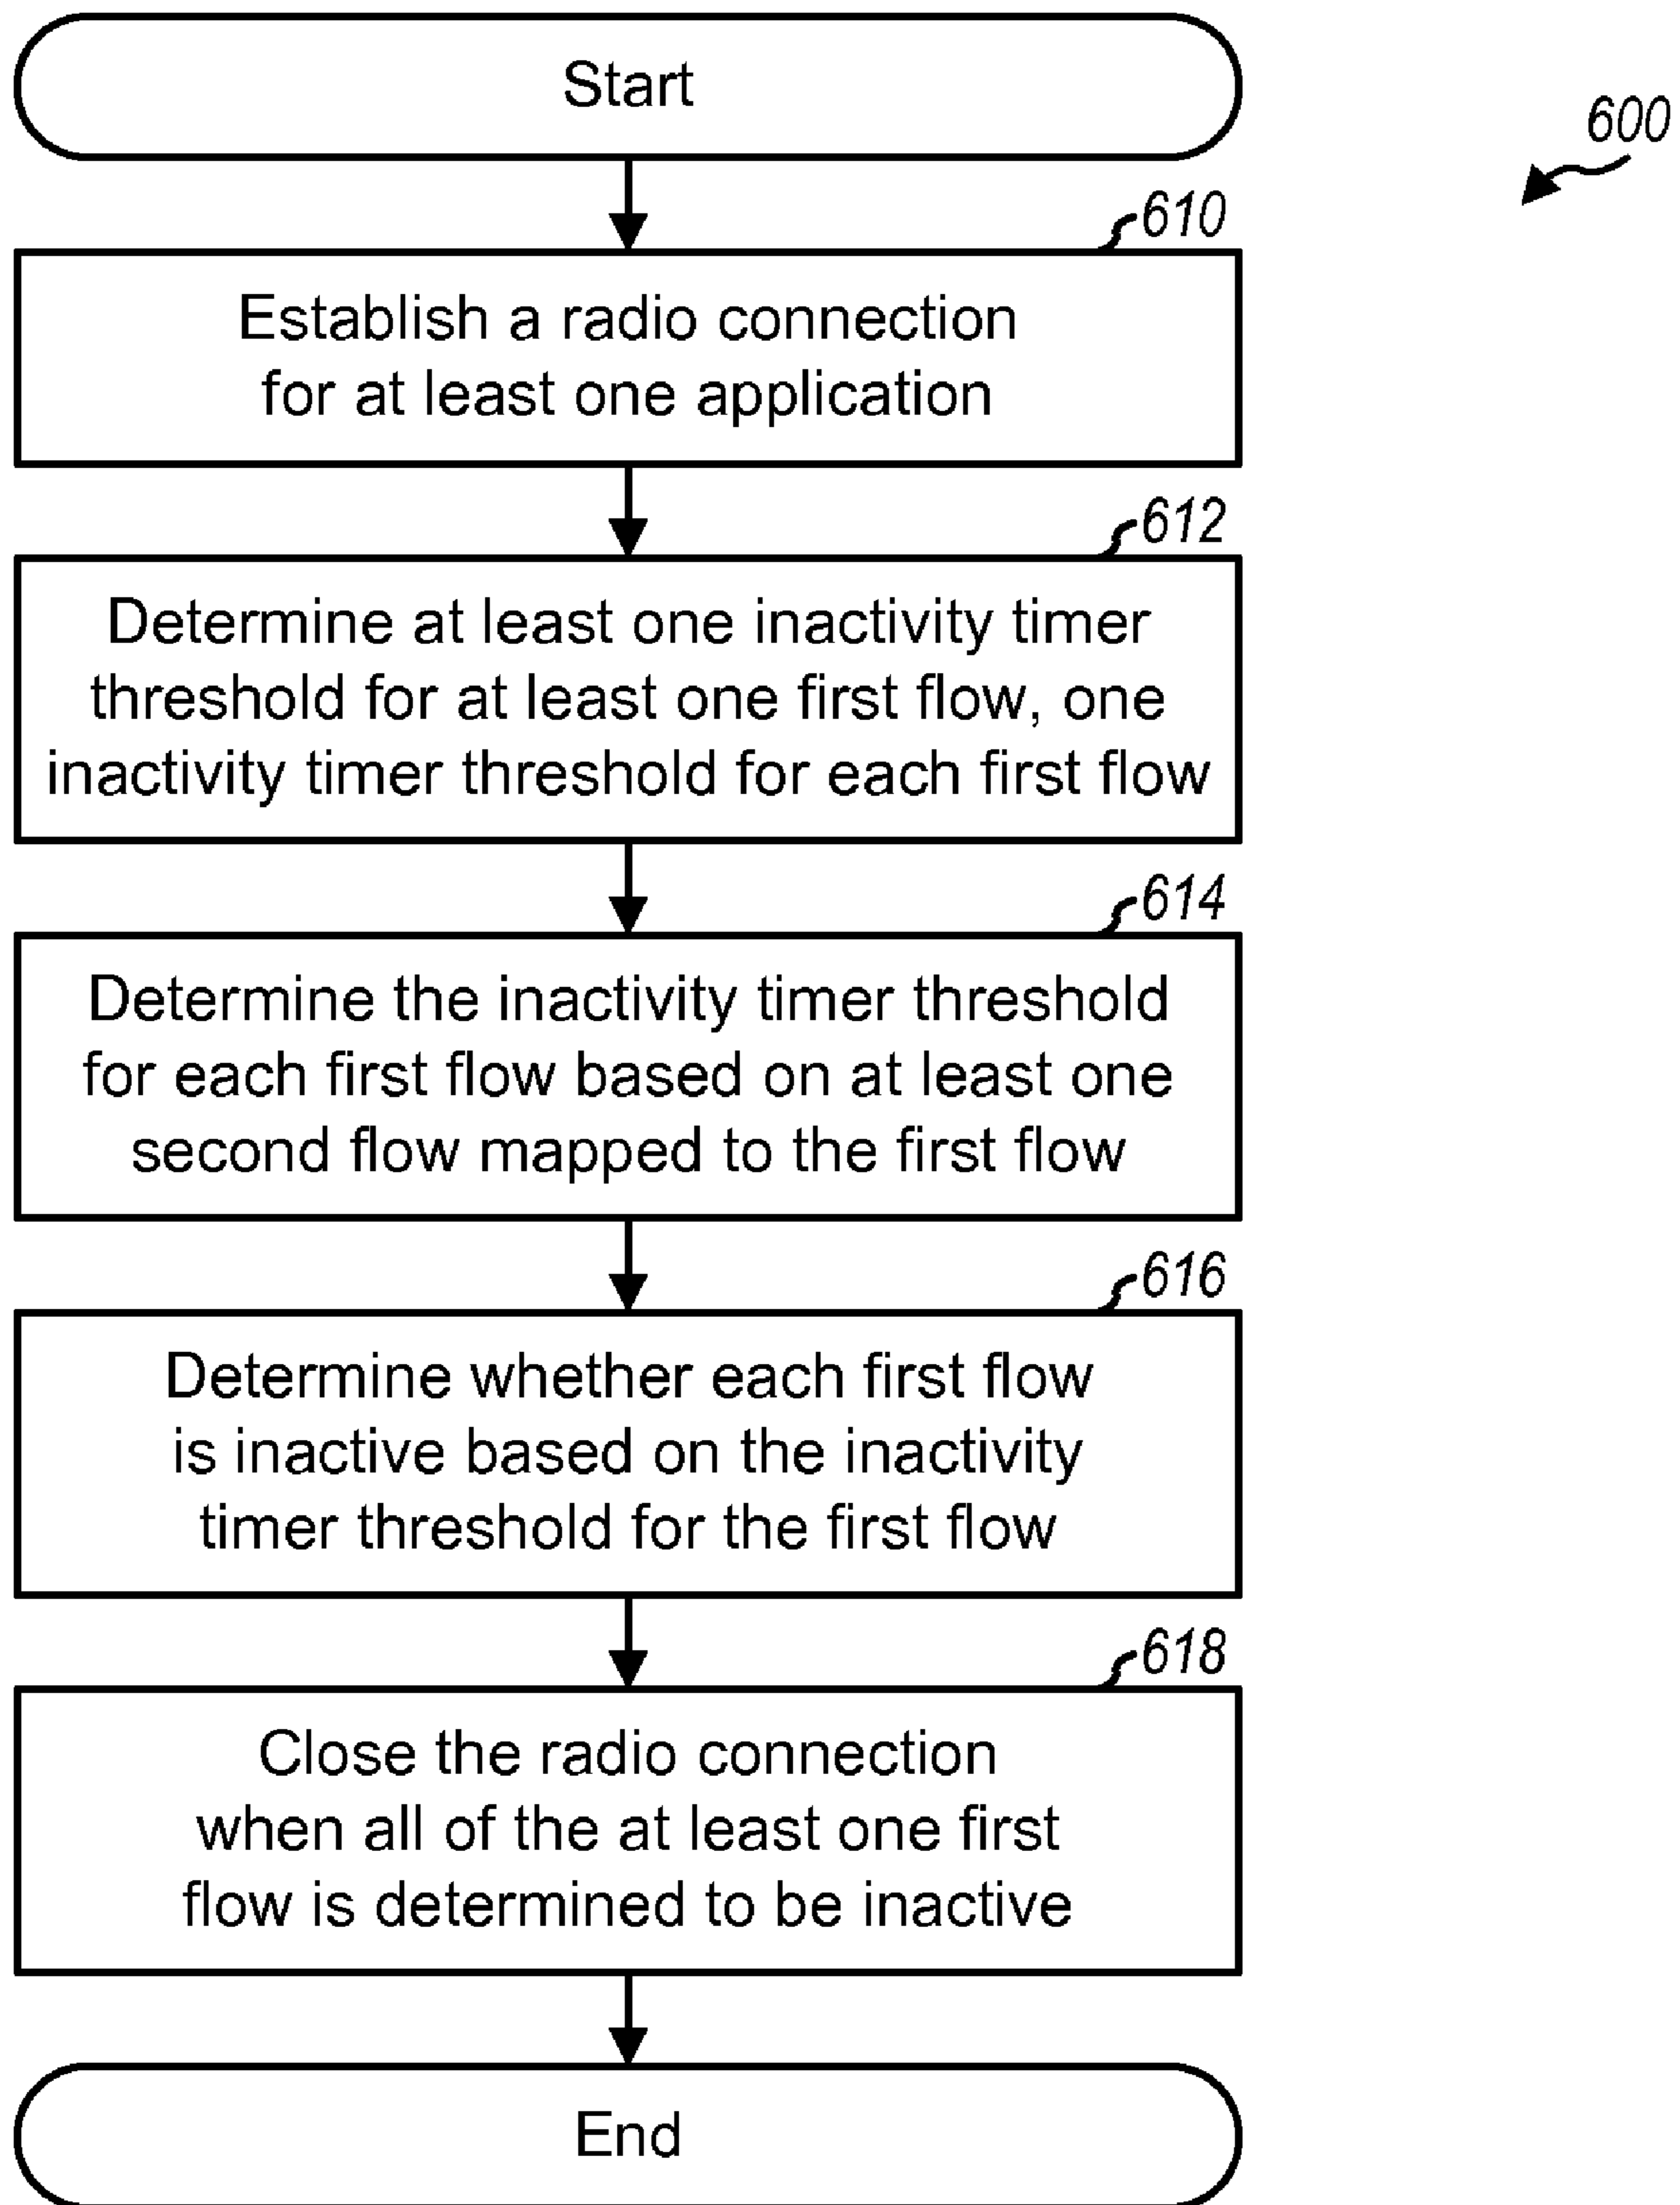 Start
600
610
Establish a radio connection
for at least one application
612
Determine at least one inactivity timer
threshold for at least one first flow, one
inactivity timer threshold for each first flow
614
Determine the inactivity timer threshold
for each first flow based on at least one
second flow mapped to the first flow
616
Determine whether each first flow
is inactive based on the inactivity
timer threshold for the first flow
618
Close the radio connection
when all of the at least one first
flow is determined to be inactive
End